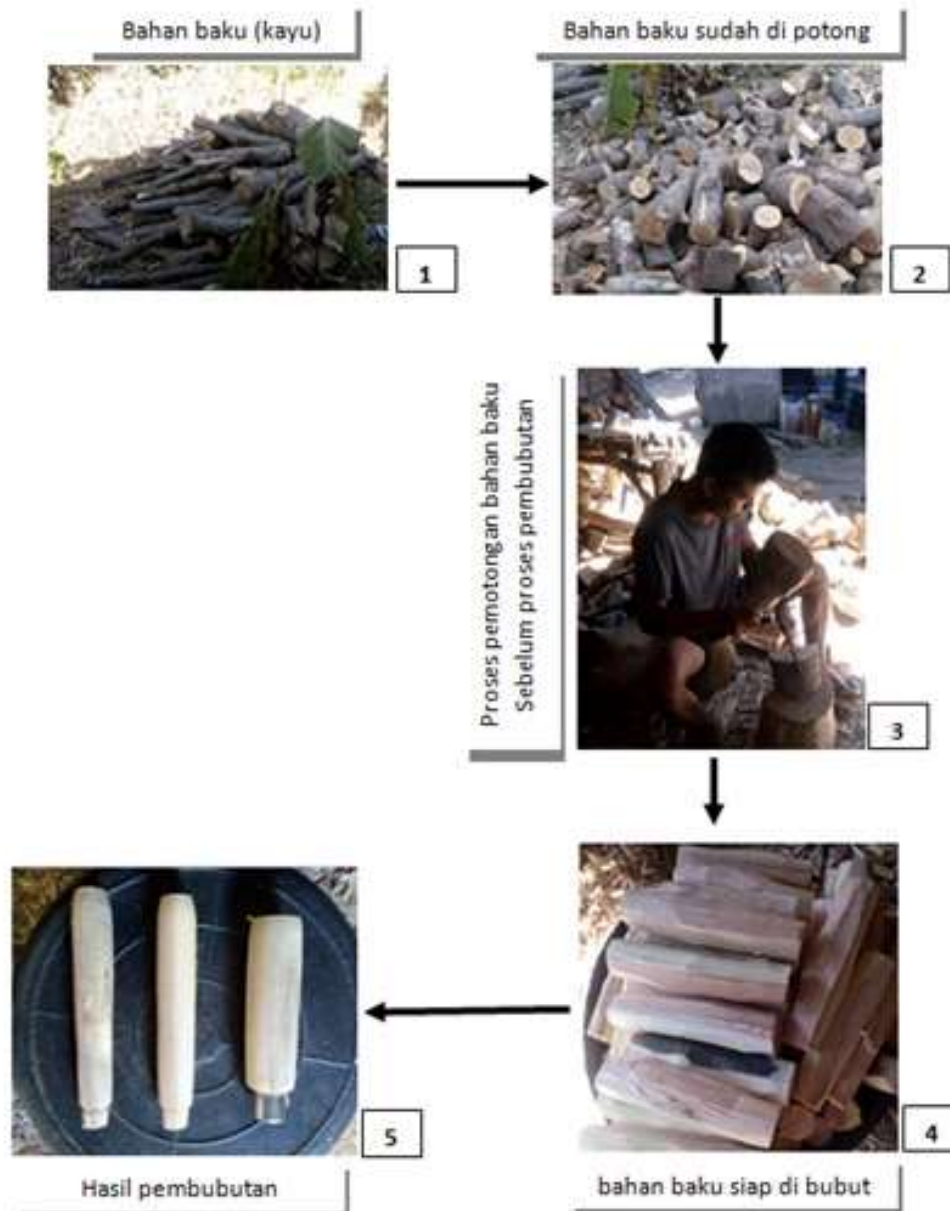 Bahan baku (kayu)
Bahan baku sudah di potong
1
2
Proses pemotongan bahan baku
Sebelum proses pembubutan
3
4
5
Hasil pembubutan
bahan baku siap di bubut